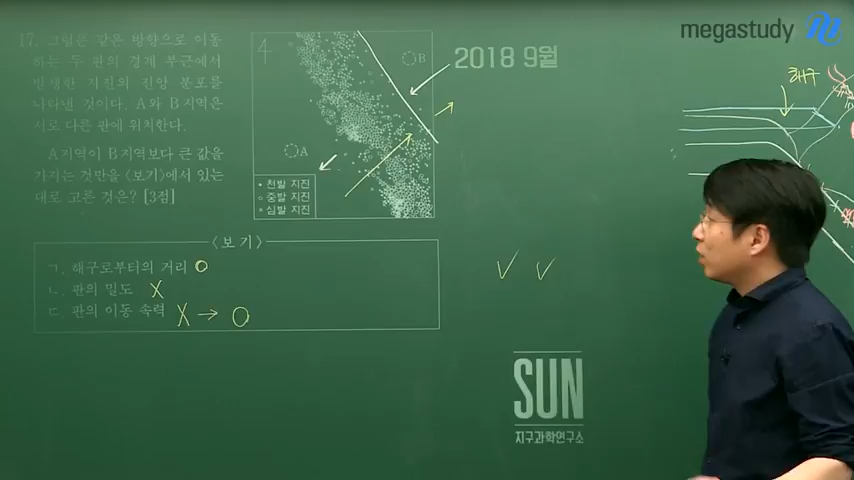 megastudy
17. 그림은 같은 방향으로 이동
하는 두 판의 경계 부근에서
발생한 지진의 진앙 분포를
나타낸 것이다. A와 B 지역은
서로 다른 판에 위치한다.
A지역이 B지역보다 큰 값을
가지는 것만을 〈보기〉에서 있는
대로 고른 것은? [3점]
4
B
A
• 천발 지진
○ 중발 지진
× 심발 지진
2018 9월
해구
〈보기〉
ㄱ. 해구로부터의 거리 O
ㄴ. 판의 밀도 X
ㄷ. 판의 이동 속력 X → O
SUN
지구과학연구소